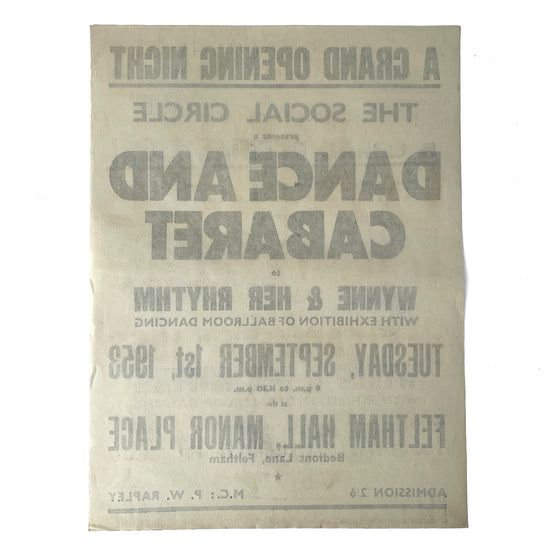 A GRAND OPENING NIGHT
THE SOCIAL CIRCLE
presents a
DANCE AND
CABARET
to
WYNNE & HER RHYTHM
WITH EXHIBITION OF BALLROOM DANCING
TUESDAY, SEPTEMBER 1st, 1953
8 p.m. to 11.30 p.m.
at the
FELTHAM HALL, MANOR PLACE
Bedfont Lane, Feltham
ADMISSION 2/6 M.C.: P. W. RAPLEY